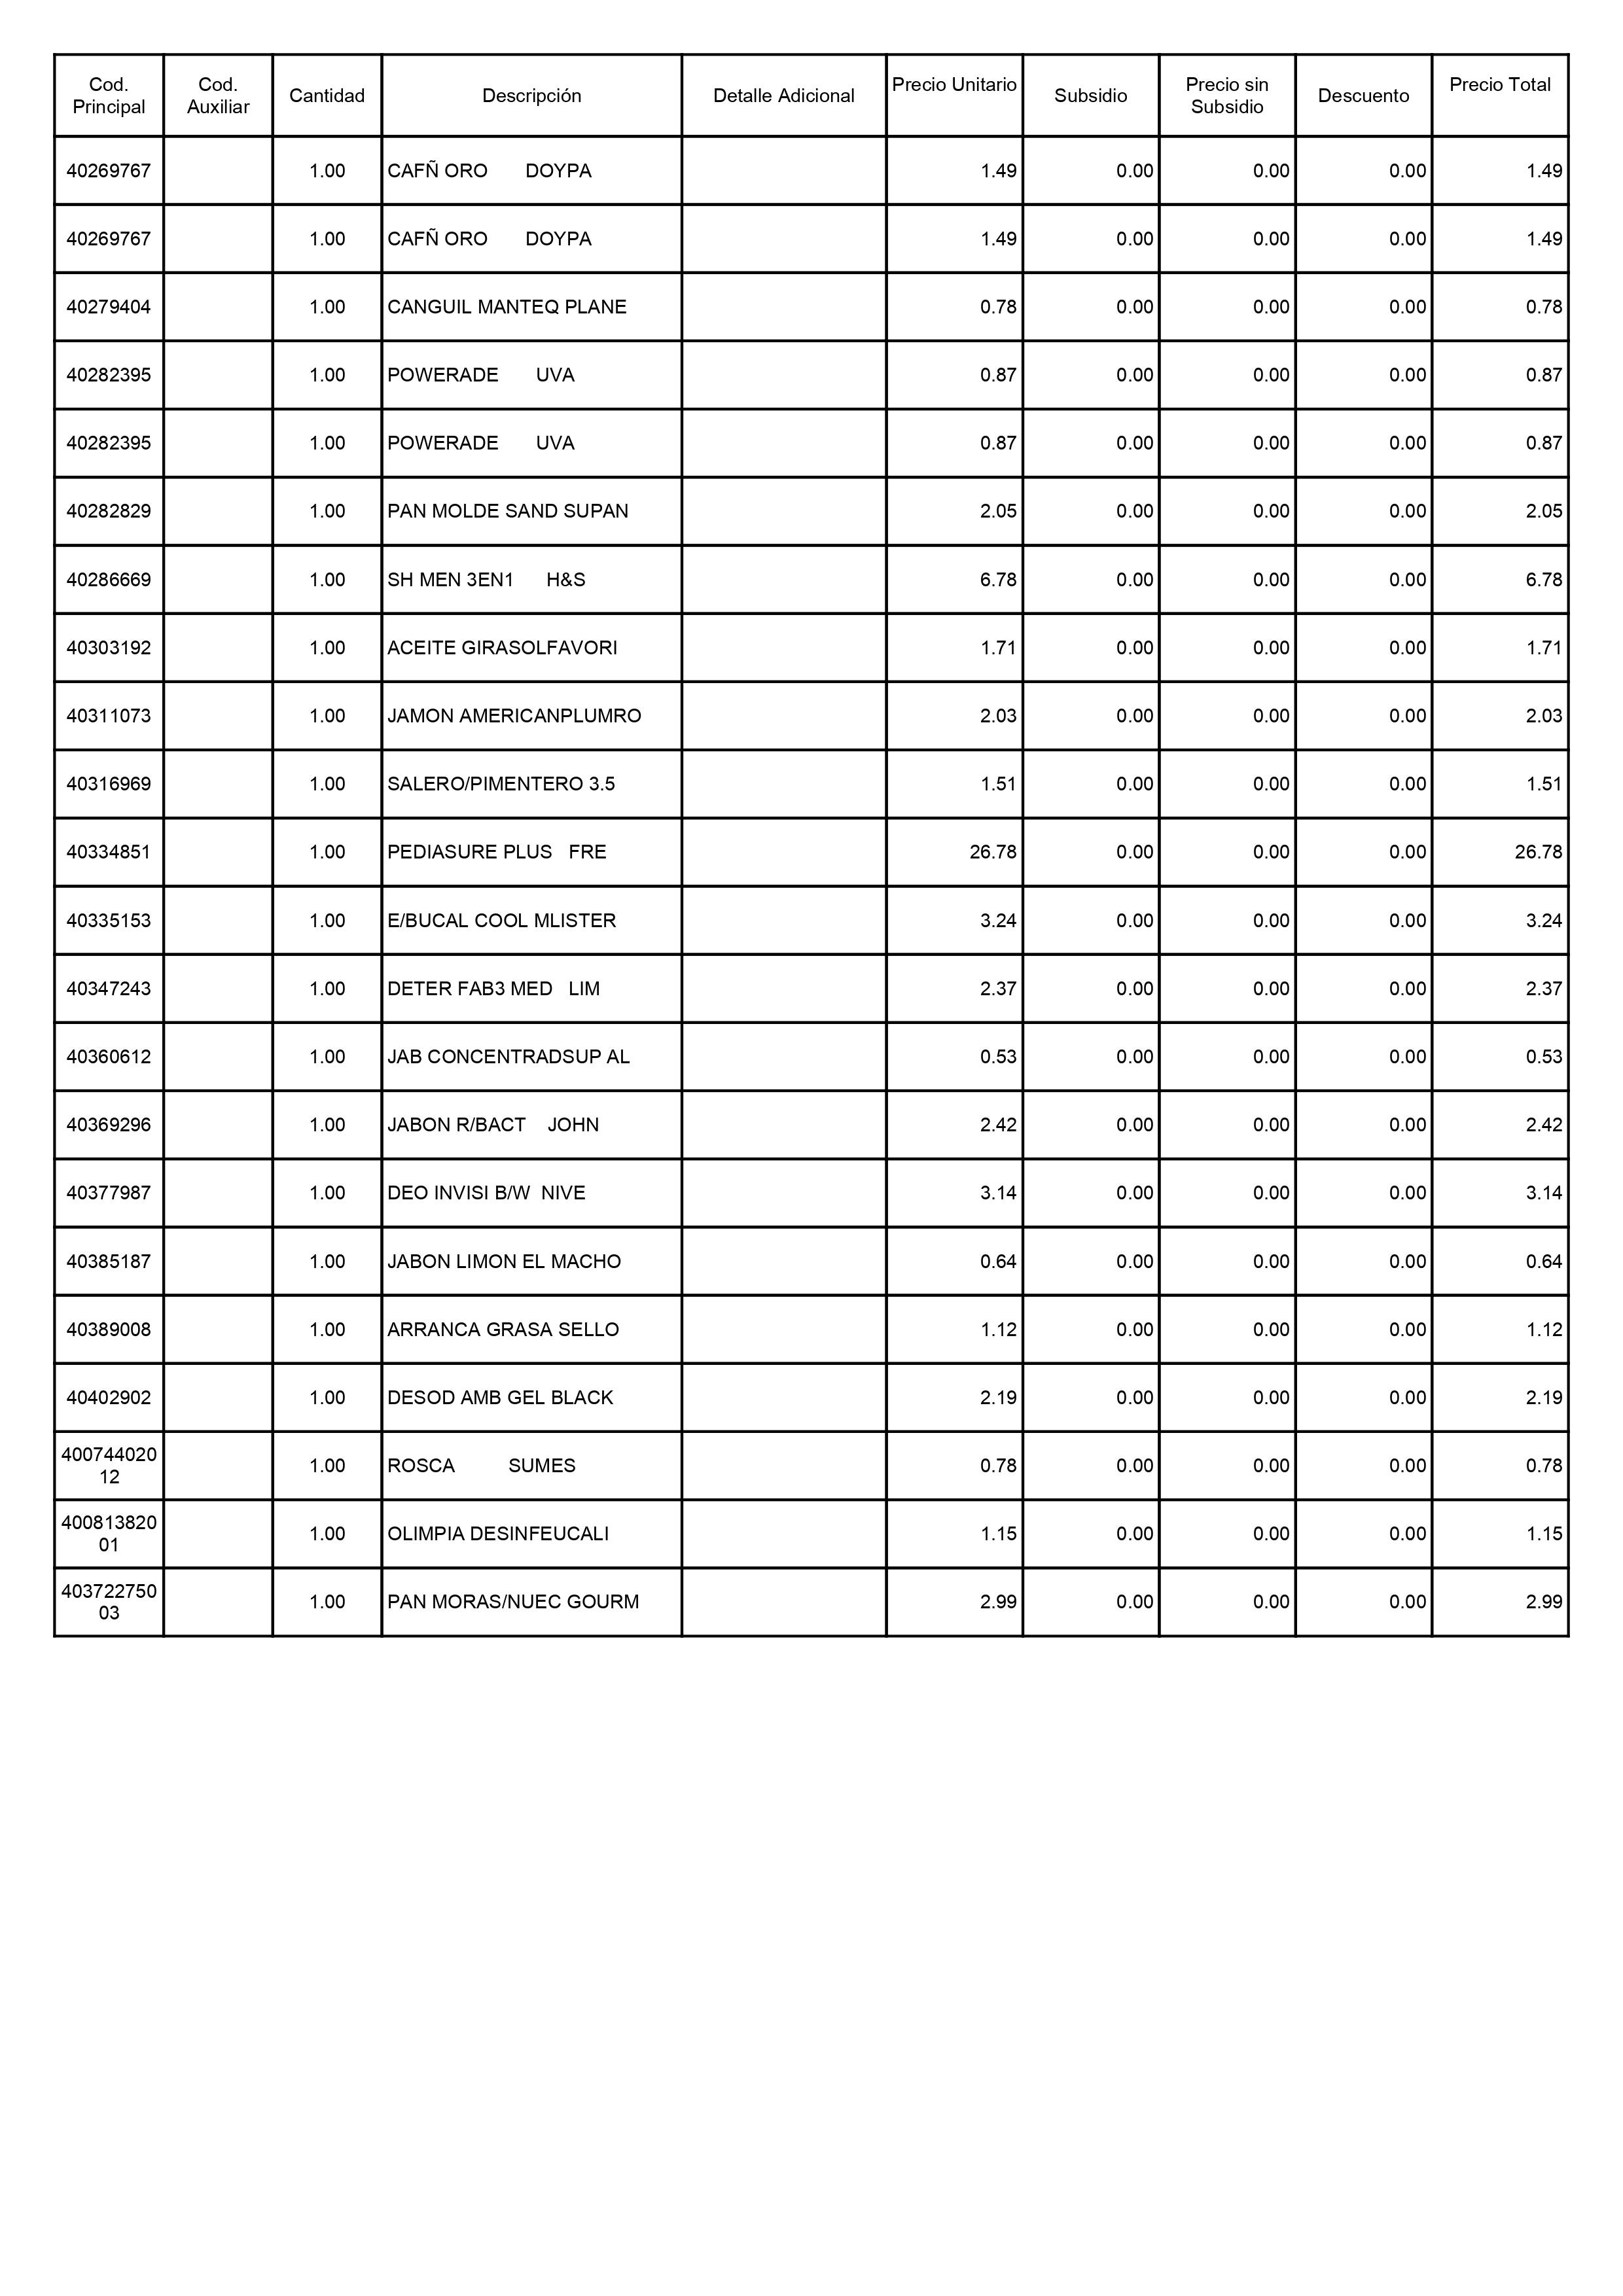 Cod. Principal Cod. Auxiliar Cantidad Descripción Detalle Adicional Precio Unitario Subsidio Precio sin Subsidio Descuento Precio Total
40269767 1.00 CAFÑ ORO DOYPA 1.49 0.00 0.00 0.00 1.49
40269767 1.00 CAFÑ ORO DOYPA 1.49 0.00 0.00 0.00 1.49
40279404 1.00 CANGUIL MANTEQ PLANE 0.78 0.00 0.00 0.00 0.78
40282395 1.00 POWERADE UVA 0.87 0.00 0.00 0.00 0.87
40282395 1.00 POWERADE UVA 0.87 0.00 0.00 0.00 0.87
40282829 1.00 PAN MOLDE SAND SUPAN 2.05 0.00 0.00 0.00 2.05
40286669 1.00 SH MEN 3EN1 H&S 6.78 0.00 0.00 0.00 6.78
40303192 1.00 ACEITE GIRASOLFAVORI 1.71 0.00 0.00 0.00 1.71
40311073 1.00 JAMON AMERICANPLUMRO 2.03 0.00 0.00 0.00 2.03
40316969 1.00 SALERO/PIMENTERO 3.5 1.51 0.00 0.00 0.00 1.51
40334851 1.00 PEDIASURE PLUS FRE 26.78 0.00 0.00 0.00 26.78
40335153 1.00 E/BUCAL COOL MLISTER 3.24 0.00 0.00 0.00 3.24
40347243 1.00 DETER FAB3 MED LIM 2.37 0.00 0.00 0.00 2.37
40360612 1.00 JAB CONCENTRADSUP AL 0.53 0.00 0.00 0.00 0.53
40369296 1.00 JABON R/BACT JOHN 2.42 0.00 0.00 0.00 2.42
40377987 1.00 DEO INVISI B/W NIVE 3.14 0.00 0.00 0.00 3.14
40385187 1.00 JABON LIMON EL MACHO 0.64 0.00 0.00 0.00 0.64
40389008 1.00 ARRANCA GRASA SELLO 1.12 0.00 0.00 0.00 1.12
40402902 1.00 DESOD AMB GEL BLACK 2.19 0.00 0.00 0.00 2.19
400744020
12 1.00 ROSCA SUMES 0.78 0.00 0.00 0.00 0.78
400813820
01 1.00 OLIMPIA DESINFEUCALI 1.15 0.00 0.00 0.00 1.15
403722750
03 1.00 PAN MORAS/NUEC GOURM 2.99 0.00 0.00 0.00 2.99